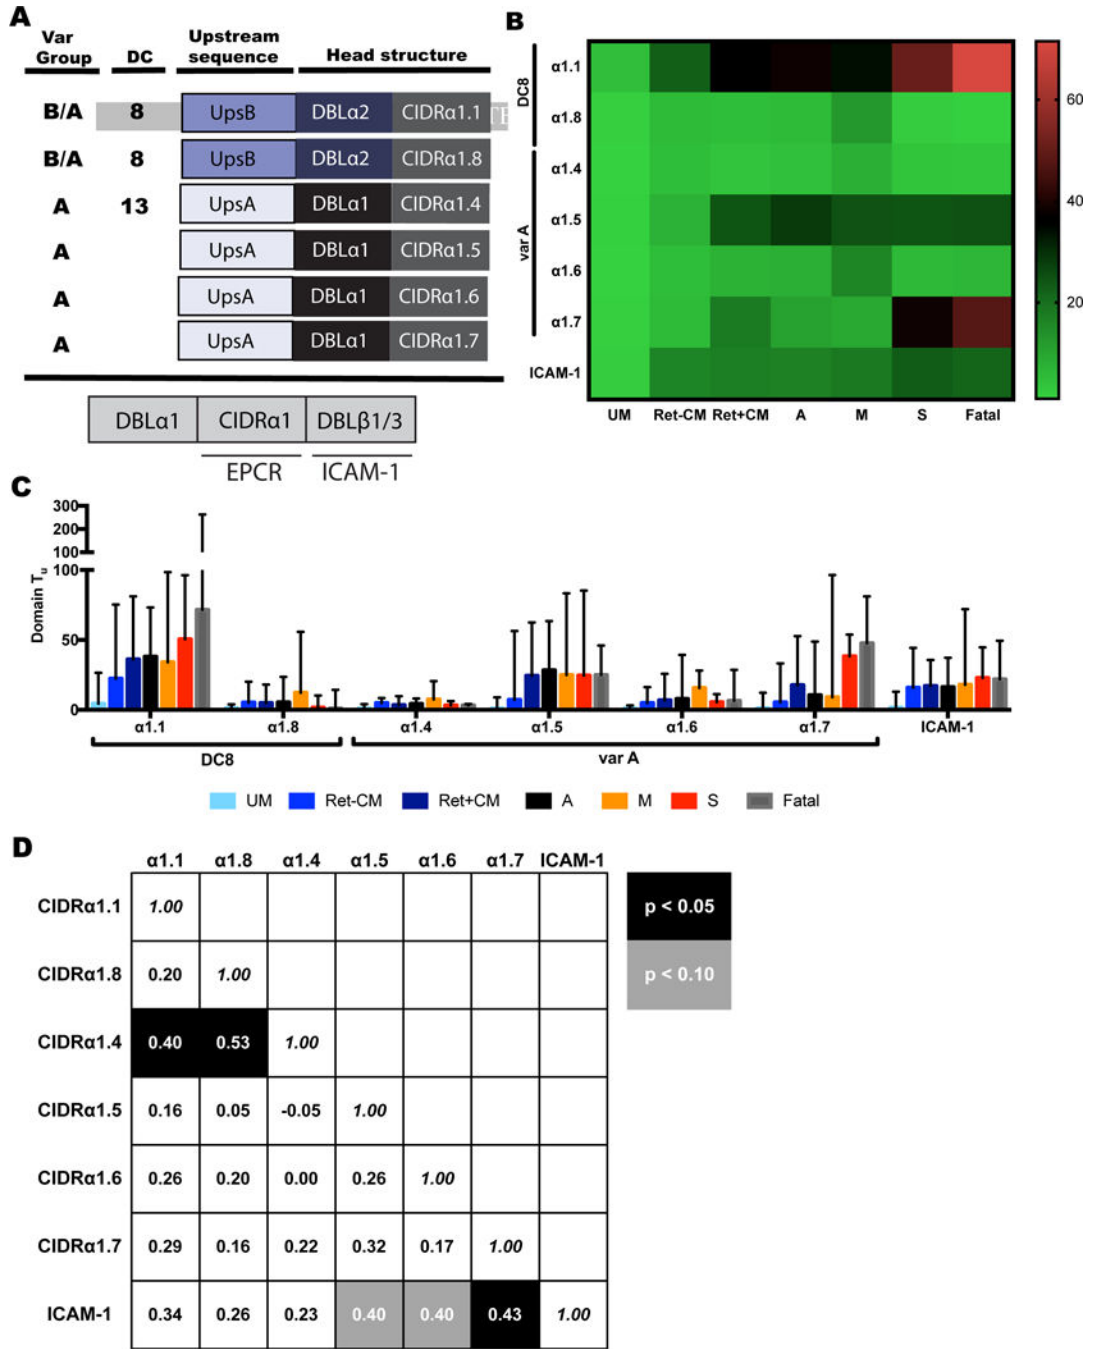 A
Var Group
DC
Upstream sequence
Head structure
B/A 8 UpsB DBLα2 CIDRα1.1
B/A 8 UpsB DBLα2 CIDRα1.8
A 13 UpsA DBLα1 CIDRα1.4
A UpsA DBLα1 CIDRα1.5
A UpsA DBLα1 CIDRα1.6
A UpsA DBLα1 CIDRα1.7
DBLα1 CIDRα1 DBLβ1/3
EPCR ICAM-1
B
DC8
var A
α1.1
α1.8
α1.4
α1.5
α1.6
α1.7
ICAM-1
UM Ret-CM Ret+CM A M S Fatal
60
40
20
C
Domain Tu
300
200
100
100
50
0
α1.1 α1.8 α1.4 α1.5 α1.6 α1.7 ICAM-1
DC8 var A
UM Ret-CM Ret+CM A M S Fatal
D
α1.1 α1.8 α1.4 α1.5 α1.6 α1.7 ICAM-1
CIDRα1.1 1.00
CIDRα1.8 0.20 1.00
CIDRα1.4 0.40 0.53 1.00
CIDRα1.5 0.16 0.05 -0.05 1.00
CIDRα1.6 0.26 0.20 0.00 0.26 1.00
CIDRα1.7 0.29 0.16 0.22 0.32 0.17 1.00
ICAM-1 0.34 0.26 0.23 0.40 0.40 0.43 1.00
p < 0.05
p < 0.10